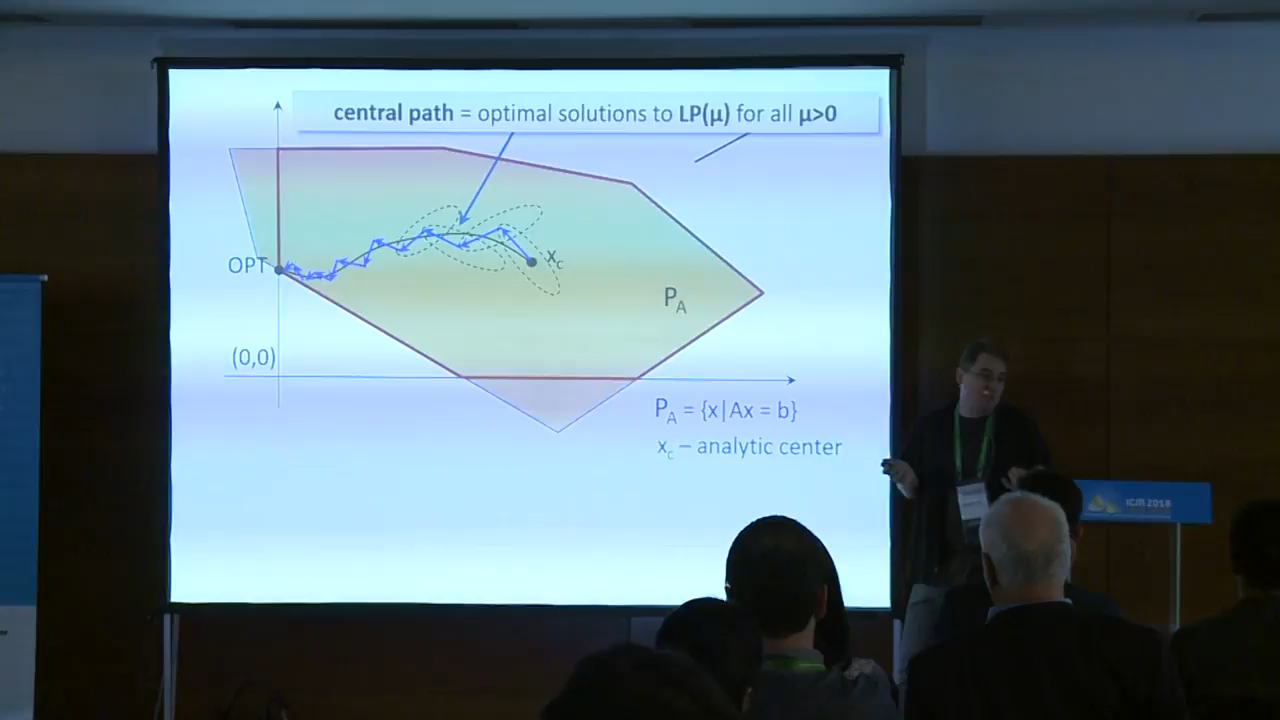 central path = optimal solutions to LP(μ) for all μ>0
OPT
x_c
P_A
(0,0)
P_A = {x|Ax = b}
x_c – analytic center
ICM 2018